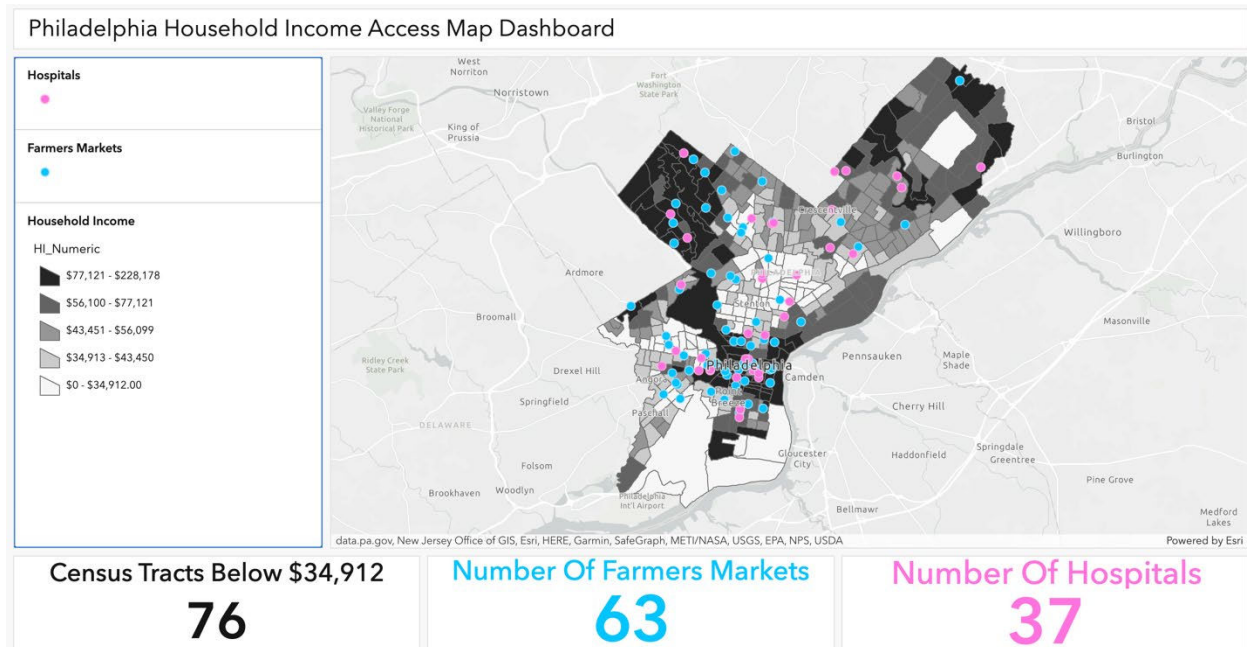 Philadelphia Household Income Access Map Dashboard
Hospitals
Farmers Markets
Household Income
HI_Numeric
$77,121 - $228,178
$56,100 - $77,121
$43,451 - $56,099
$34,913 - $43,450
$0 - $34,912.00
West
Norriton
Norristown
Fort
Washington
State Park
Valley Forge
National
Historical Park
King of
Prussia
Bristol
Burlington
Crescentville
Willingboro
Ardmore
PHILADELPHIA
Stenton
Broomall
Masonville
Ridley Creek
State Park
Drexel Hill
Philadelphia
Pennsauken
Maple
Shade
Angora
Camden
Point
Breeze
Springfield
Paschall
Cherry Hill
DELAWARE
Gloucester
City
Haddonfield
Springdale
Greentree
Folsom
Pine Grove
Brookhaven
Woodlyn
Philadelphia
Int'l Airport
Bellmawr
Medford
Lakes
data.pa.gov, New Jersey Office of GIS, Esri, HERE, Garmin, SafeGraph, METI/NASA, USGS, EPA, NPS, USDA
Powered by Esri
Census Tracts Below $34,912
76
Number Of Farmers Markets
63
Number Of Hospitals
37